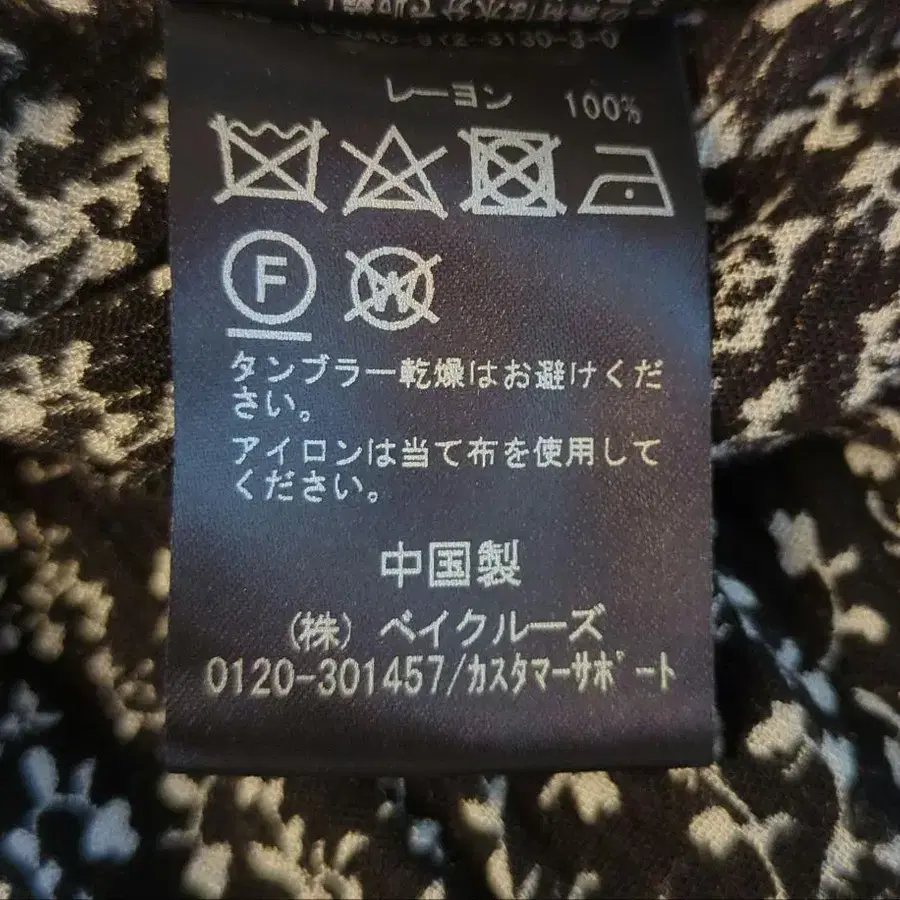 レーヨン 100%
F
W
タンブラー乾燥はお避けくだ
さい。
アイロンは当て布を使用して
ください。
中国製
(株) ベイクルーズ
0120-301457/ｶｽﾀﾏｰｻﾎﾟｰﾄ